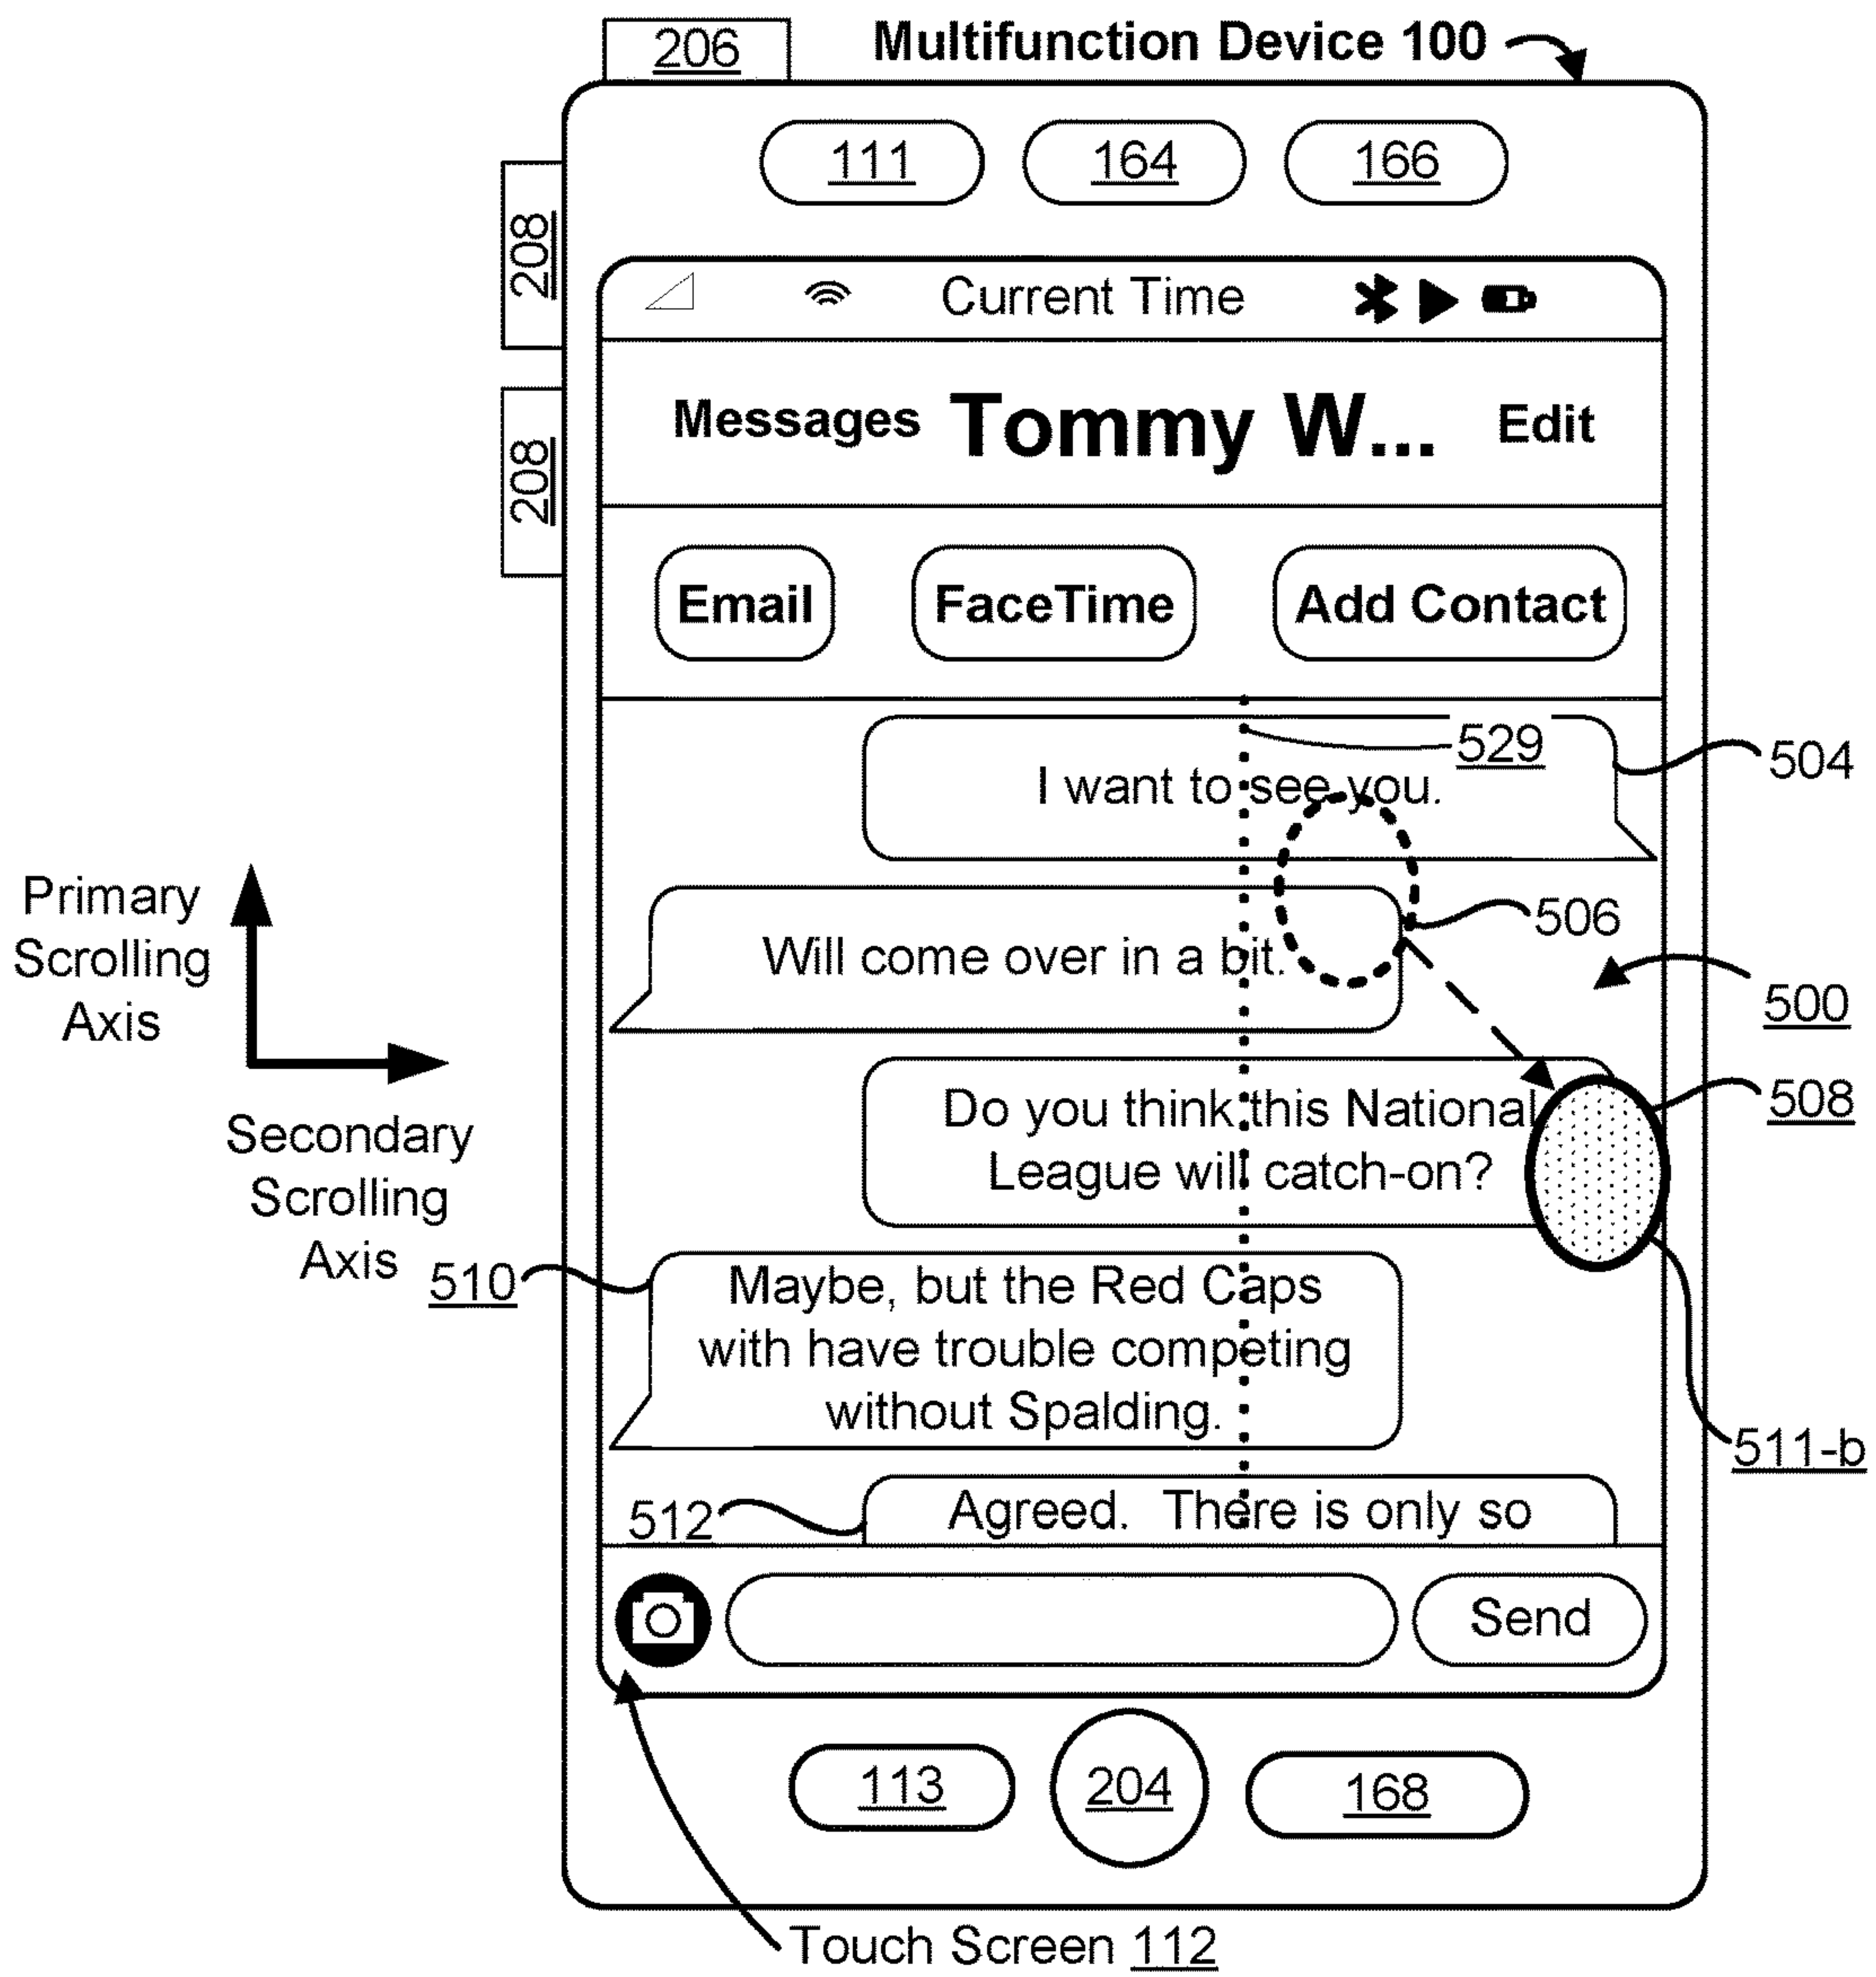 206
Multifunction Device 100
111
164
166
208
208
Current Time
Messages
Tommy W...
Edit
Email
FaceTime
Add Contact
529
504
I want to see you.
506
Will come over in a bit.
500
Primary
Scrolling
Axis
Secondary
Scrolling
Axis
508
Do you think this National
League will catch-on?
510
Maybe, but the Red Caps
with have trouble competing
without Spalding.
511-b
512
Agreed. There is only so
Send
113
204
168
Touch Screen 112